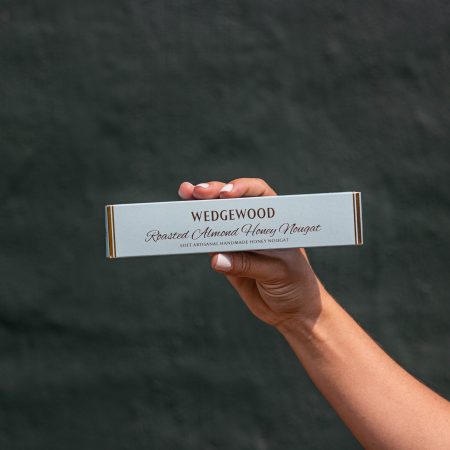 WEDGEWOOD
Roasted Almond Honey Nougat
SOFT ARTISANAL HANDMADE HONEY NOUGAT